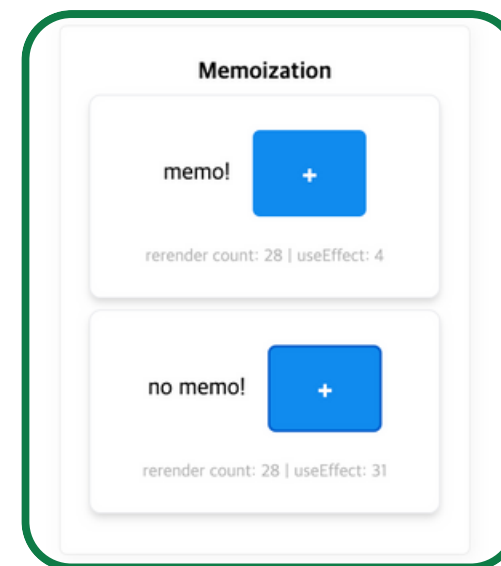 Memoization
memo! +
rerender count: 28 | useEffect: 4
no memo! +
rerender count: 28 | useEffect: 31